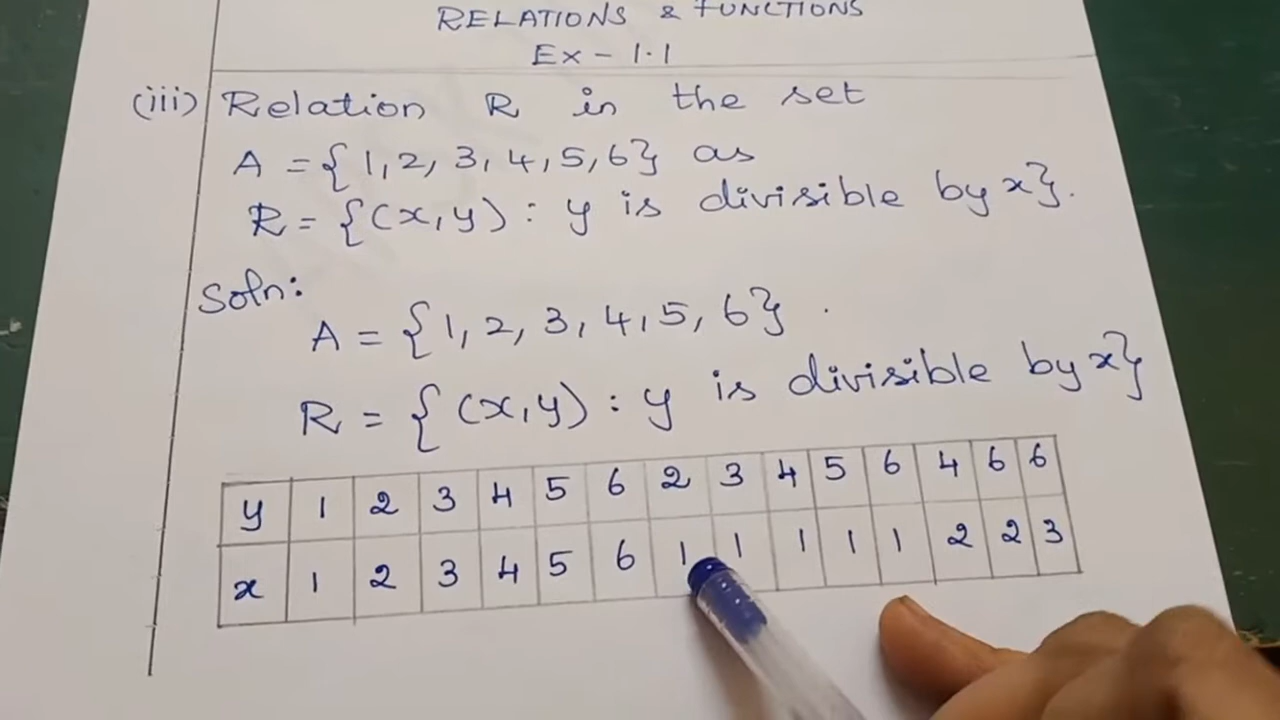 RELATIONS & FUNCTIONS
Ex - 1.1
(iii) Relation R in the set
A = {1, 2, 3, 4, 5, 6} as
R = {(x, y) : y is divisible by x}.
Soln:
A = {1, 2, 3, 4, 5, 6}.
R = {(x, y) : y is divisible by x}
y 1 2 3 4 5 6 2 3 4 5 6 4 6 6
x 1 2 3 4 5 6 1 1 1 1 1 2 2 3